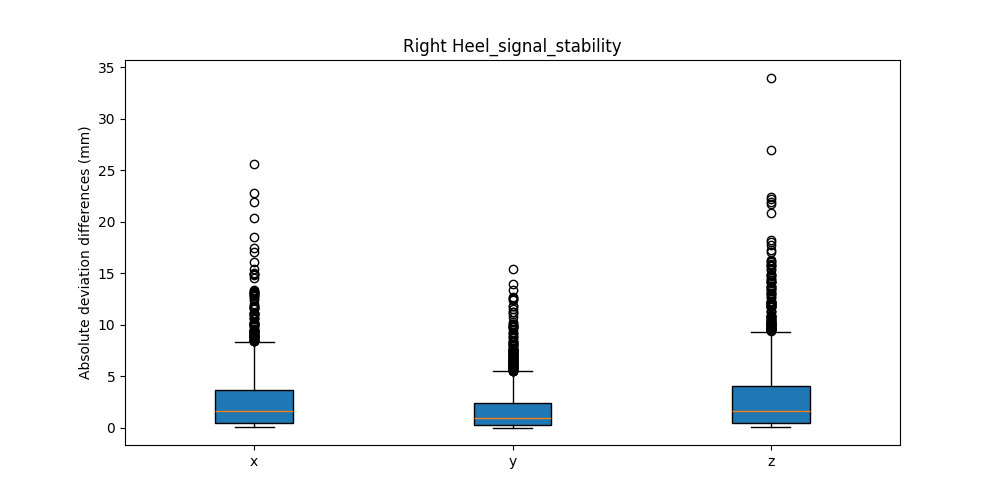 Right Heel_signal_stability
Absolute deviation differences (mm)
35
30
25
20
15
10
5
0
x
y
z